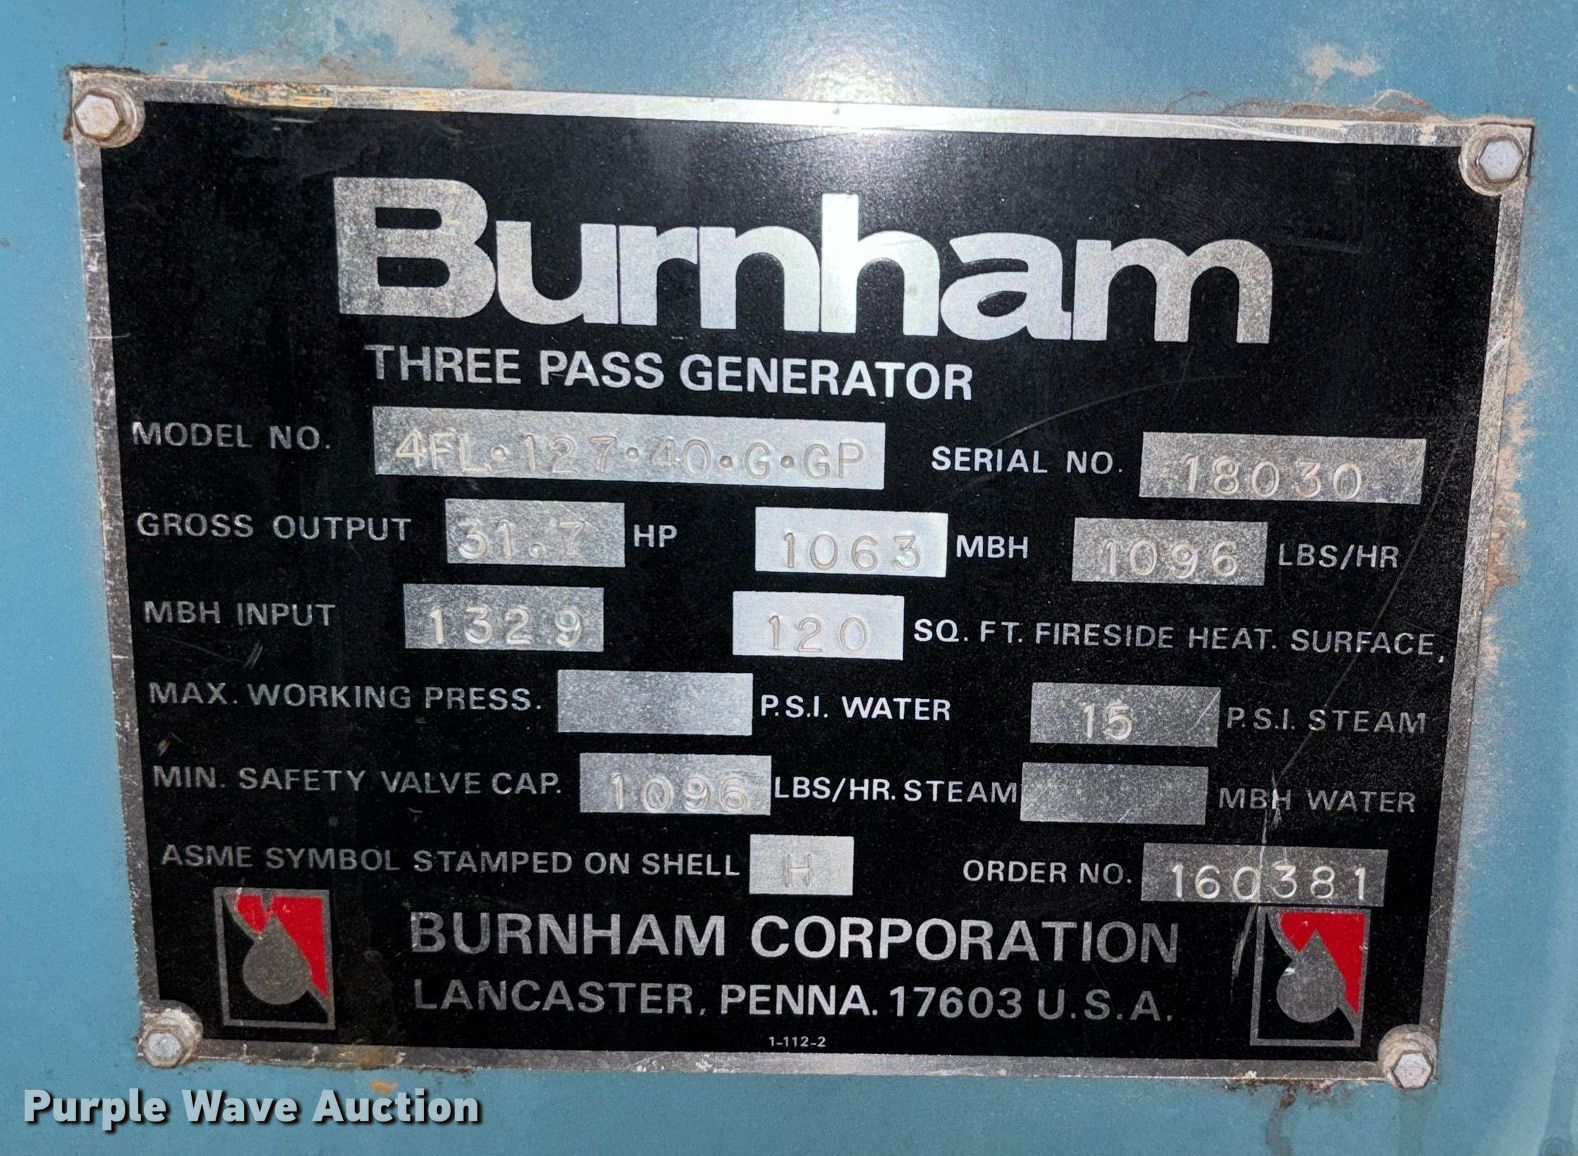 Burnham
THREE PASS GENERATOR
MODEL NO. 4FL·127·40·G·GP SERIAL NO. 18030
GROSS OUTPUT 31.7 HP 1063 MBH 1096 LBS/HR
MBH INPUT 1329 120 SQ. FT. FIRESIDE HEAT. SURFACE.
MAX. WORKING PRESS. P.S.I. WATER 15 P.S.I. STEAM
MIN. SAFETY VALVE CAP. 1096 LBS/HR. STEAM MBH WATER
ASME SYMBOL STAMPED ON SHELL H ORDER NO. 160381
BURNHAM CORPORATION
LANCASTER, PENNA. 17603 U.S.A.
1-112-2
Purple Wave Auction